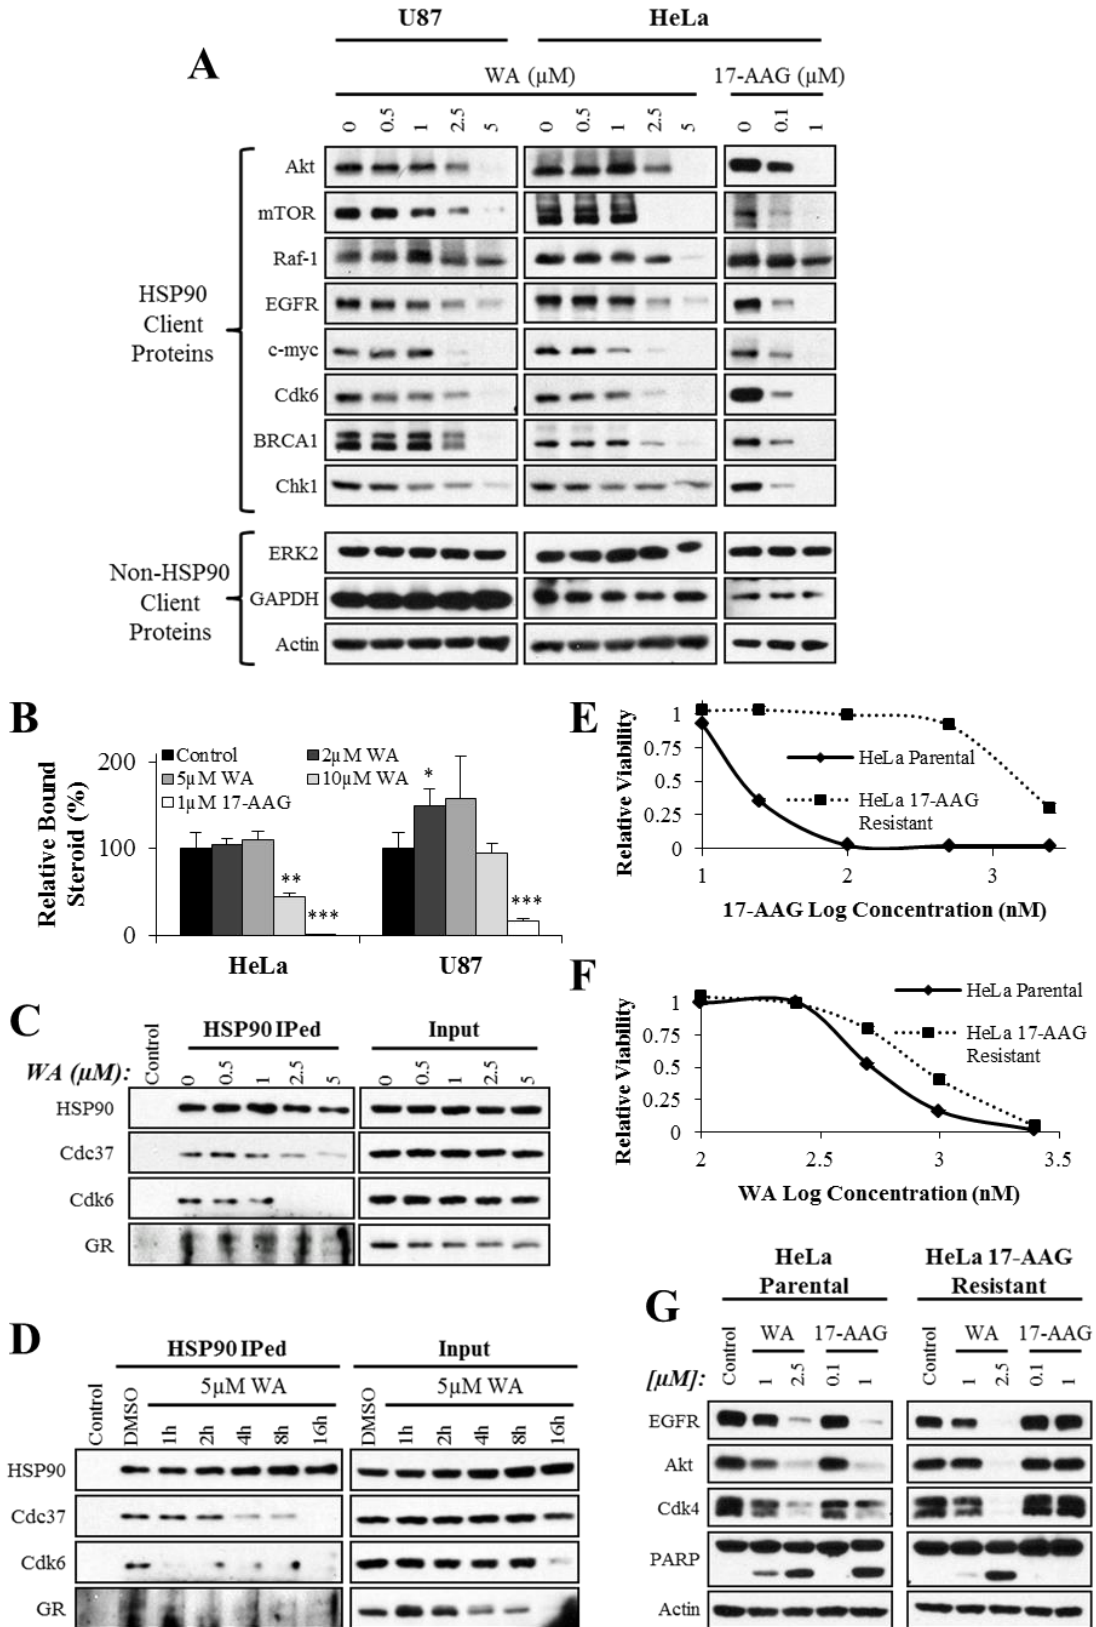 U87 HeLa
A
WA (µM) 17-AAG (µM)
0 0.5 1 2.5 5 0 0.5 1 2.5 5 0 0.1 1
Akt
mTOR
Raf-1
HSP90
Client
Proteins
EGFR
c-myc
Cdk6
BRCA1
Chk1
Non-HSP90
Client
Proteins
ERK2
GAPDH
Actin
B
Relative Bound
Steroid (%)
Control 2µM WA
5µM WA 10µM WA
1µM 17-AAG
200
100
0
** *** * ***
HeLa U87
C
HSP90 IPed Input
WA (µM): Control 0 0.5 1 2.5 5 0 0.5 1 2.5 5
HSP90
Cdc37
Cdk6
GR
D
HSP90 IPed Input
5µM WA 5µM WA
Control DMSO 1h 2h 4h 8h 16h DMSO 1h 2h 4h 8h 16h
HSP90
Cdc37
Cdk6
GR
E
Relative Viability
1
0.75
0.5
0.25
0
HeLa Parental
HeLa 17-AAG
Resistant
1 2 3
17-AAG Log Concentration (nM)
F
Relative Viability
1
0.75
0.5
0.25
0
HeLa Parental
HeLa 17-AAG
Resistant
2 2.5 3 3.5
WA Log Concentration (nM)
G
HeLa
Parental
HeLa 17-AAG
Resistant
WA 17-AAG WA 17-AAG
[µM]: Control 1 2.5 0.1 1 Control 1 2.5 0.1 1
EGFR
Akt
Cdk4
PARP
Actin